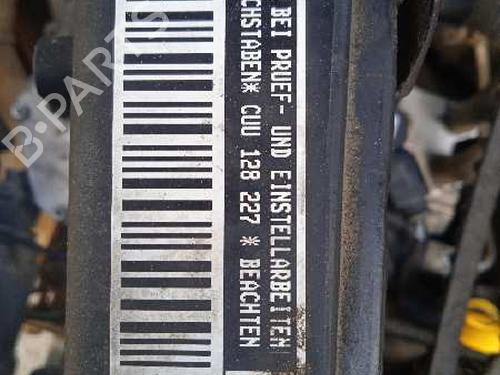 BEI PRUEF- UND EINSTELLARBEITEN
CHSTABEN* CUU 128 227 * BEACHTEN
B-PARTS